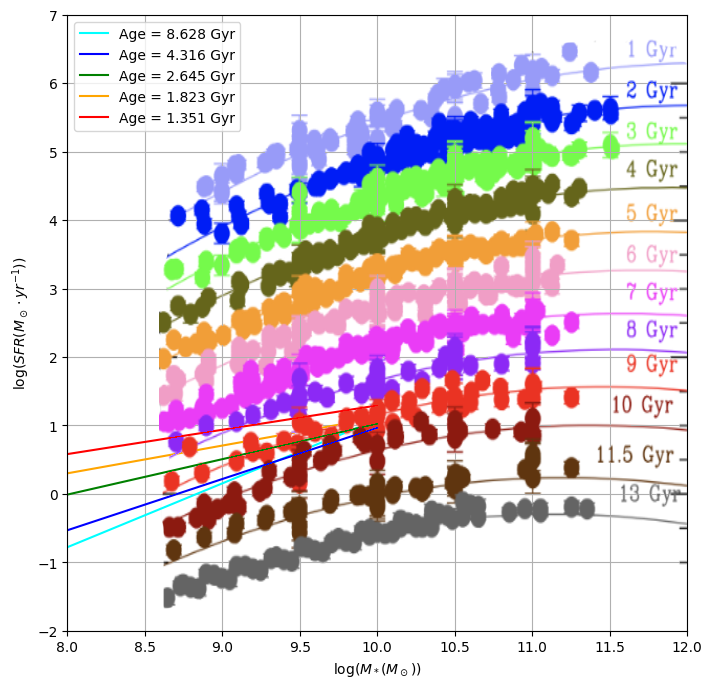 7
6
5
4
3
2
1
0
−1
−2
log(SFR(M⊙ · yr⁻¹))
Age = 8.628 Gyr
Age = 4.316 Gyr
Age = 2.645 Gyr
Age = 1.823 Gyr
Age = 1.351 Gyr
1 Gyr
2 Gyr
3 Gyr
4 Gyr
5 Gyr
6 Gyr
7 Gyr
8 Gyr
9 Gyr
10 Gyr
11.5 Gyr
13 Gyr
8.0 8.5 9.0 9.5 10.0 10.5 11.0 11.5 12.0
log(M*(M⊙))